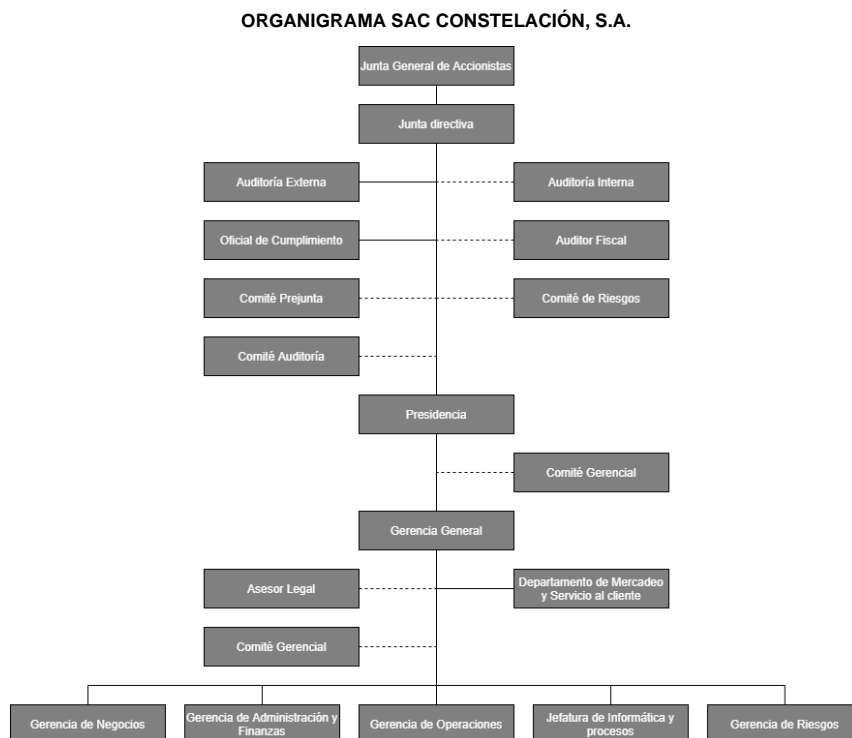 ORGANIGRAMA SAC CONSTELACIÓN, S.A.
Junta General de Accionistas
Junta directiva
Auditoría Externa
Auditoría Interna
Oficial de Cumplimiento
Auditor Fiscal
Comité Prejunta
Comité de Riesgos
Comité Auditoría
Presidencia
Comité Gerencial
Gerencia General
Asesor Legal
Departamento de Mercadeo
y Servicio al cliente
Comité Gerencial
Gerencia de Negocios
Gerencia de Administración y
Finanzas
Gerencia de Operaciones
Jefatura de Informática y
procesos
Gerencia de Riesgos